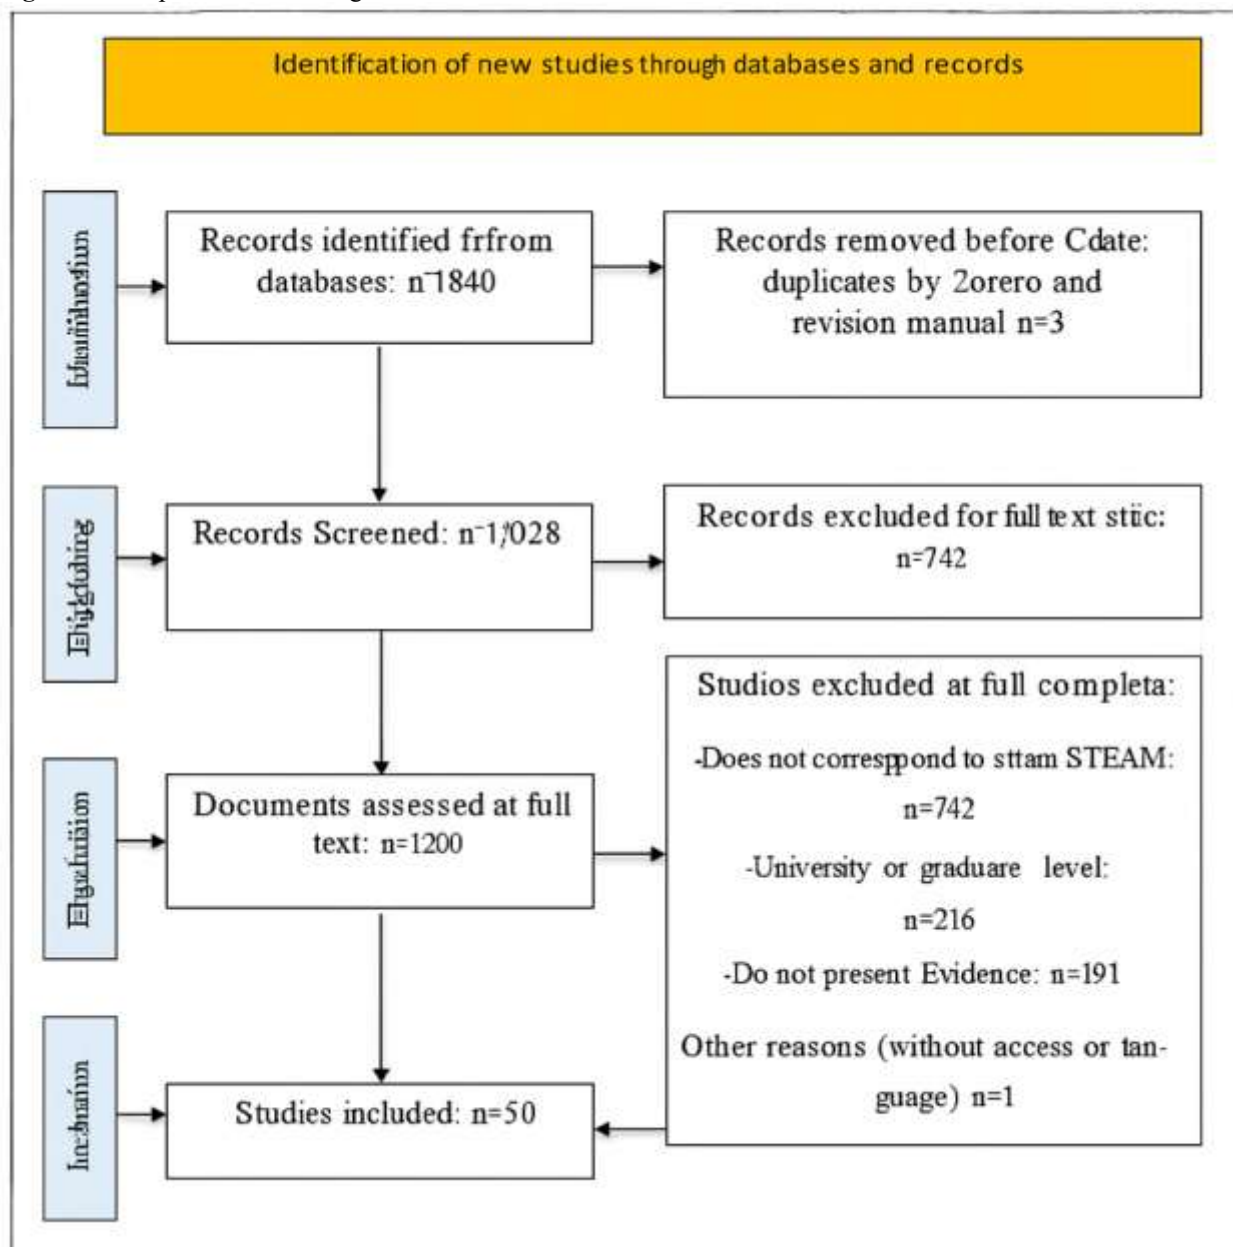 Identification of new studies through databases and records
Records identified frfrom
databases: n⁻1840
Records removed before Cdate:
duplicates by 2orero and
revision manual n=3
Records Screened: n⁻1/028
Records excluded for full text
n=742
Documents assessed at full
text: n=1200
Studios excluded at full completa:
-Does not correspond to sttam STEAM:
n=742
-University or graduare level:
n=216
-Do not present Evidence: n=191
Other reasons (without access or tan-
guage) n=1
Studies included: n=50